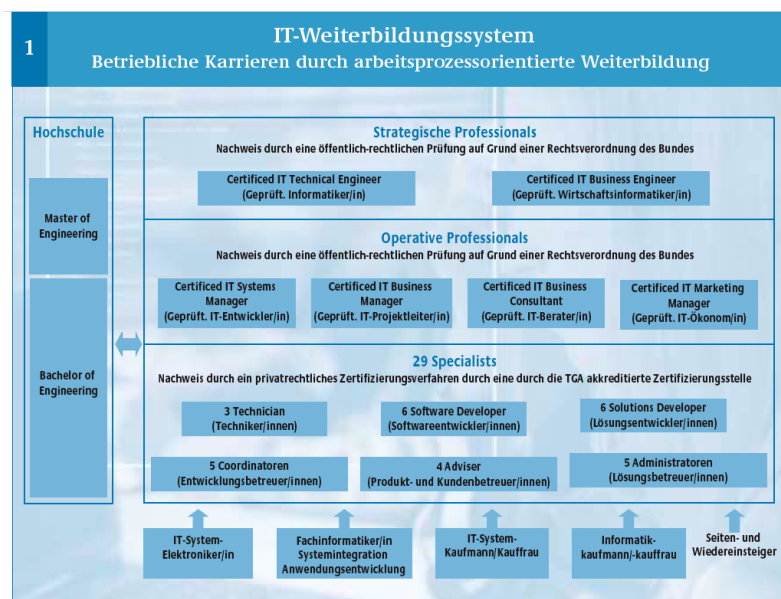 1
IT-Weiterbildungssystem
Betriebliche Karrieren durch arbeitsprozessorientierte Weiterbildung
Hochschule
Master of
Engineering
Bachelor of
Engineering
Strategische Professionals
Nachweis durch eine öffentlich-rechtlichen Prüfung auf Grund einer Rechtsverordnung des Bundes
Certificed IT Technical Engineer
(Geprüft. Informatiker/in)
Certificed IT Business Engineer
(Geprüft. Wirtschaftsinformatiker/in)
Operative Professionals
Nachweis durch eine öffentlich-rechtlichen Prüfung auf Grund einer Rechtsverordnung des Bundes
Certificed IT Systems
Manager
(Geprüft. IT-Entwickler/in)
Certificed IT Business
Manager
(Geprüft. IT-Projektleiter/in)
Certificed IT Business
Consultant
(Geprüft. IT-Berater/in)
Certificed IT Marketing
Manager
(Geprüft. IT-Ökonom/in)
29 Specialists
Nachweis durch ein privatrechtliches Zertifizierungsverfahren durch eine durch die TGA akkreditierte Zertifizierungsstelle
3 Technician
(Techniker/innen)
6 Software Developer
(Softwareentwickler/innen)
6 Solutions Developer
(Lösungsentwickler/innen)
5 Coordinatoren
(Entwicklungsbetreuer/innen)
4 Adviser
(Produkt- und Kundenbetreuer/innen)
5 Administratoren
(Lösungsbetreuer/innen)
IT-System-
Elektroniker/in
Fachinformatiker/in
Systemintegration
Anwendungsentwicklung
IT-System-
Kaufmann/Kauffrau
Informatik-
kaufmann/-kauffrau
Seiten- und
Wiedereinsteiger